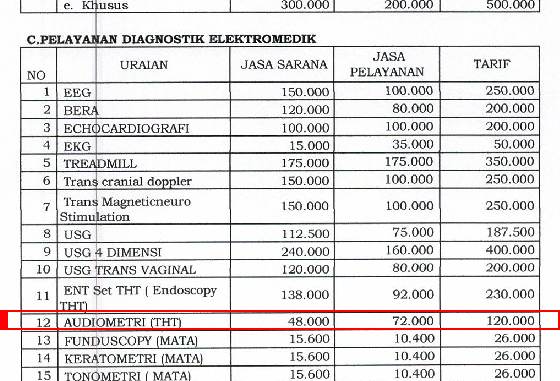 e. Khusus 300.000 200.000 500.000
C.PELAYANAN DIAGNOSTIK ELEKTROMEDIK
NO URAIAN JASA SARANA JASA PELAYANAN TARIF
1 EEG 150.000 100.000 250.000
2 BERA 120.000 80.000 200.000
3 ECHOCARDIOGRAFI 100.000 100.000 200.000
4 EKG 15.000 35.000 50.000
5 TREADMILL 175.000 175.000 350.000
6 Trans cranial doppler 150.000 100.000 250.000
7 Trans Magneticneuro Stimulation 150.000 100.000 250.000
8 USG 112.500 75.000 187.500
9 USG 4 DIMENSI 240.000 160.000 400.000
10 USG TRANS VAGINAL 120.000 80.000 200.000
11 ENT Set THT ( Endoscopy THT) 138.000 92.000 230.000
12 AUDIOMETRI (THT) 48.000 72.000 120.000
13 FUNDUSCOPY (MATA) 15.600 10.400 26.000
14 KERATOMETRI (MATA) 15.600 10.400 26.000
15 TONOMETRI ( MATA) 15.600 10.400 26.000